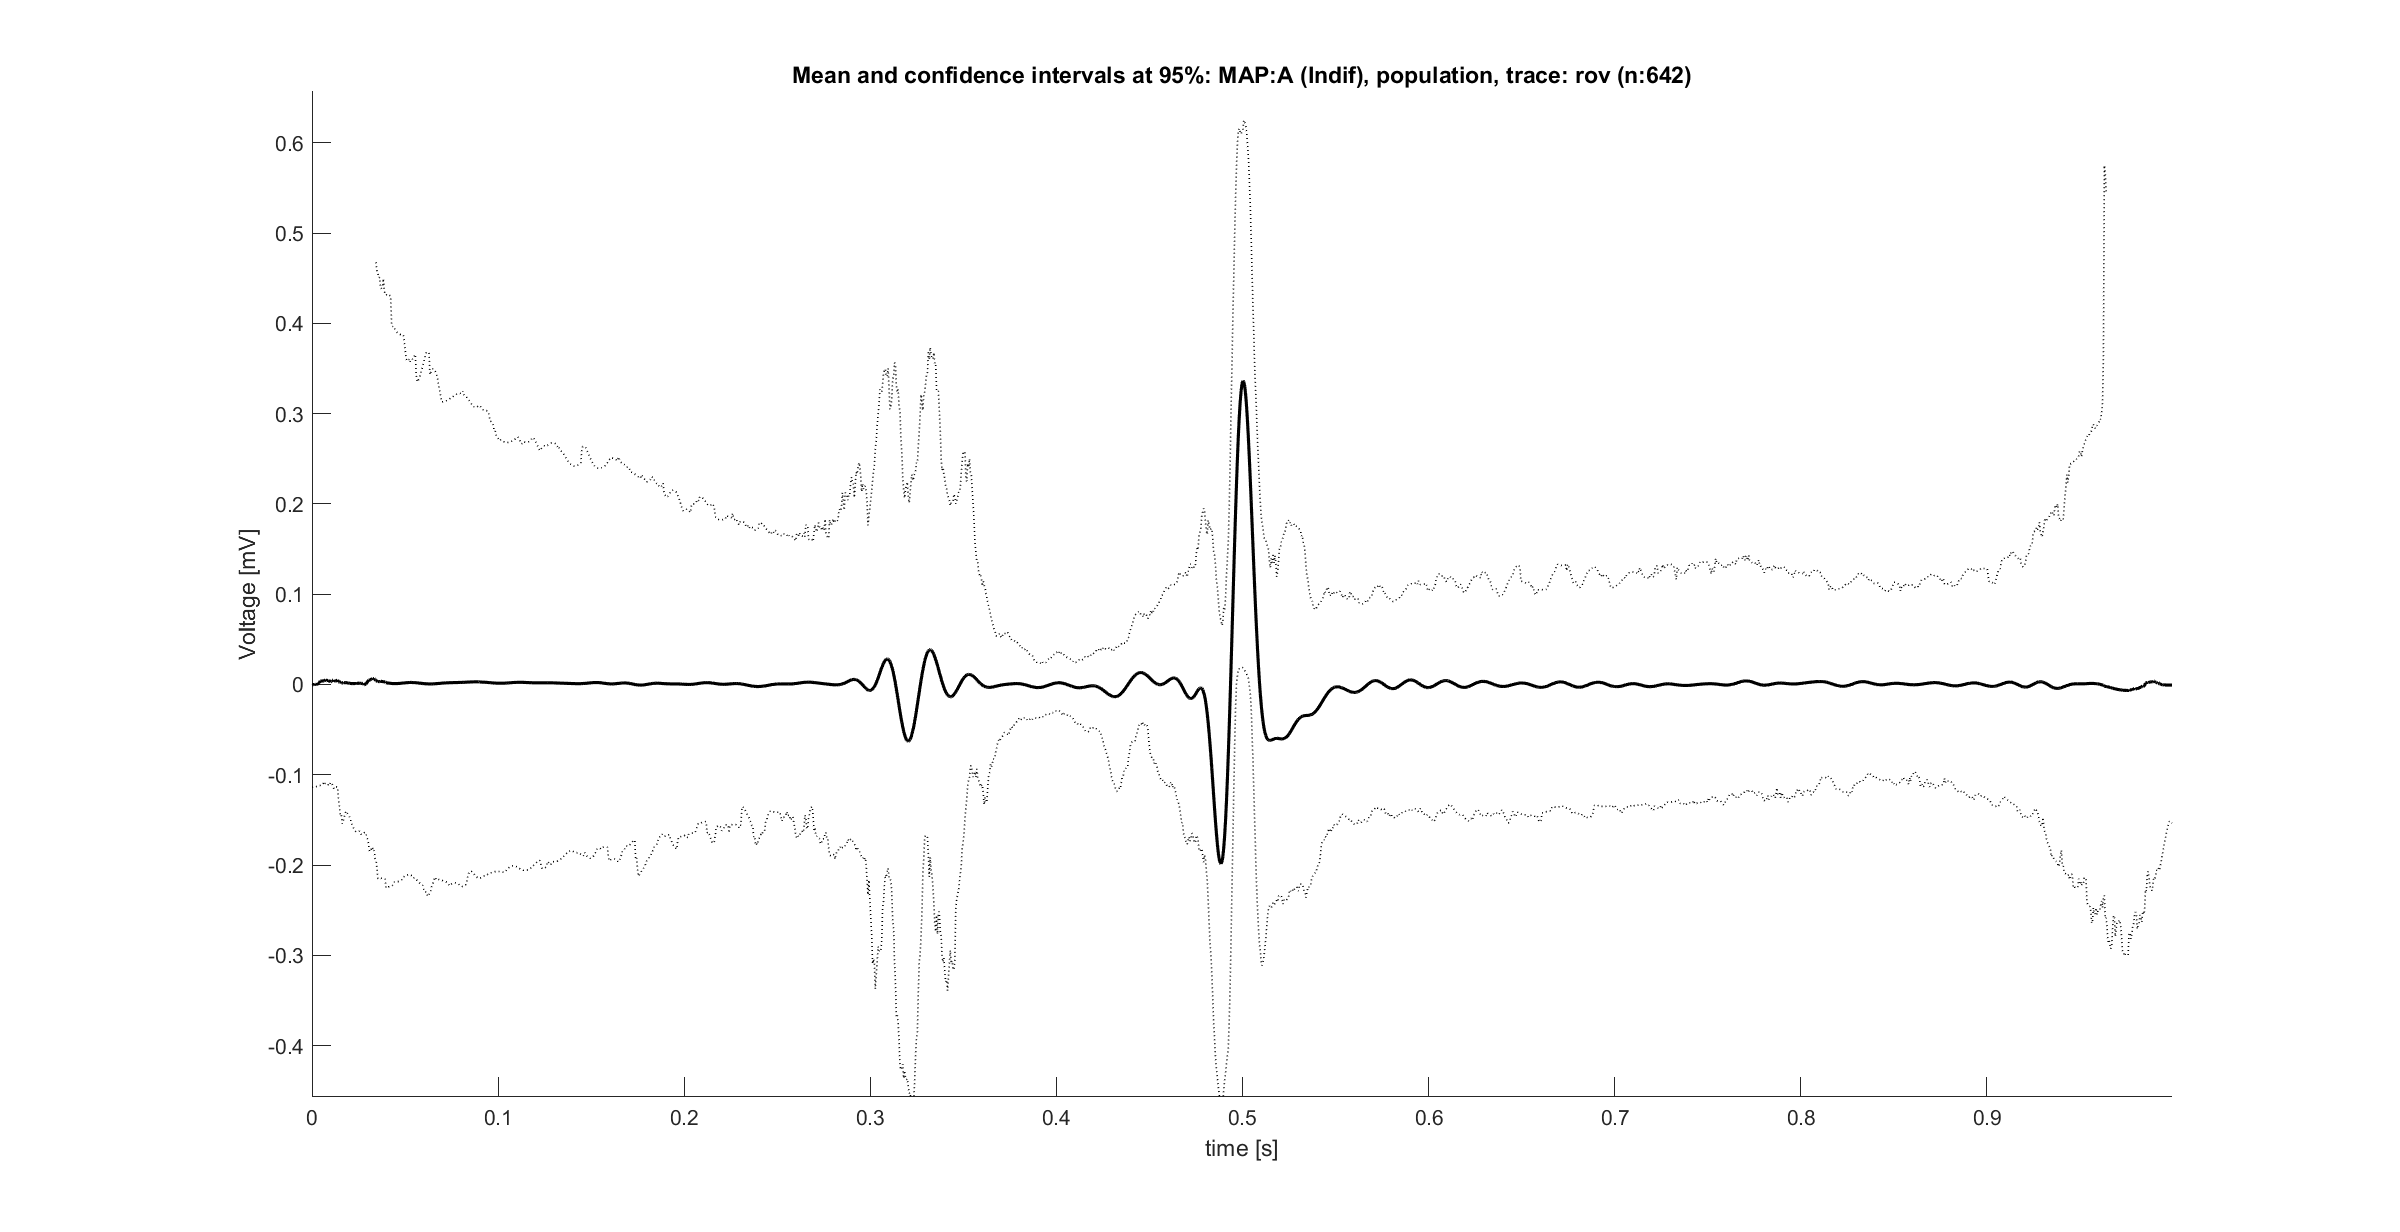 Mean and confidence intervals at 95%: MAP:A (Indif), population, trace: rov (n:642)
0.6
0.5
0.4
0.3
0.2
0.1
0
-0.1
-0.2
-0.3
-0.4
Voltage [mV]
0 0.1 0.2 0.3 0.4 0.5 0.6 0.7 0.8 0.9
time [s]